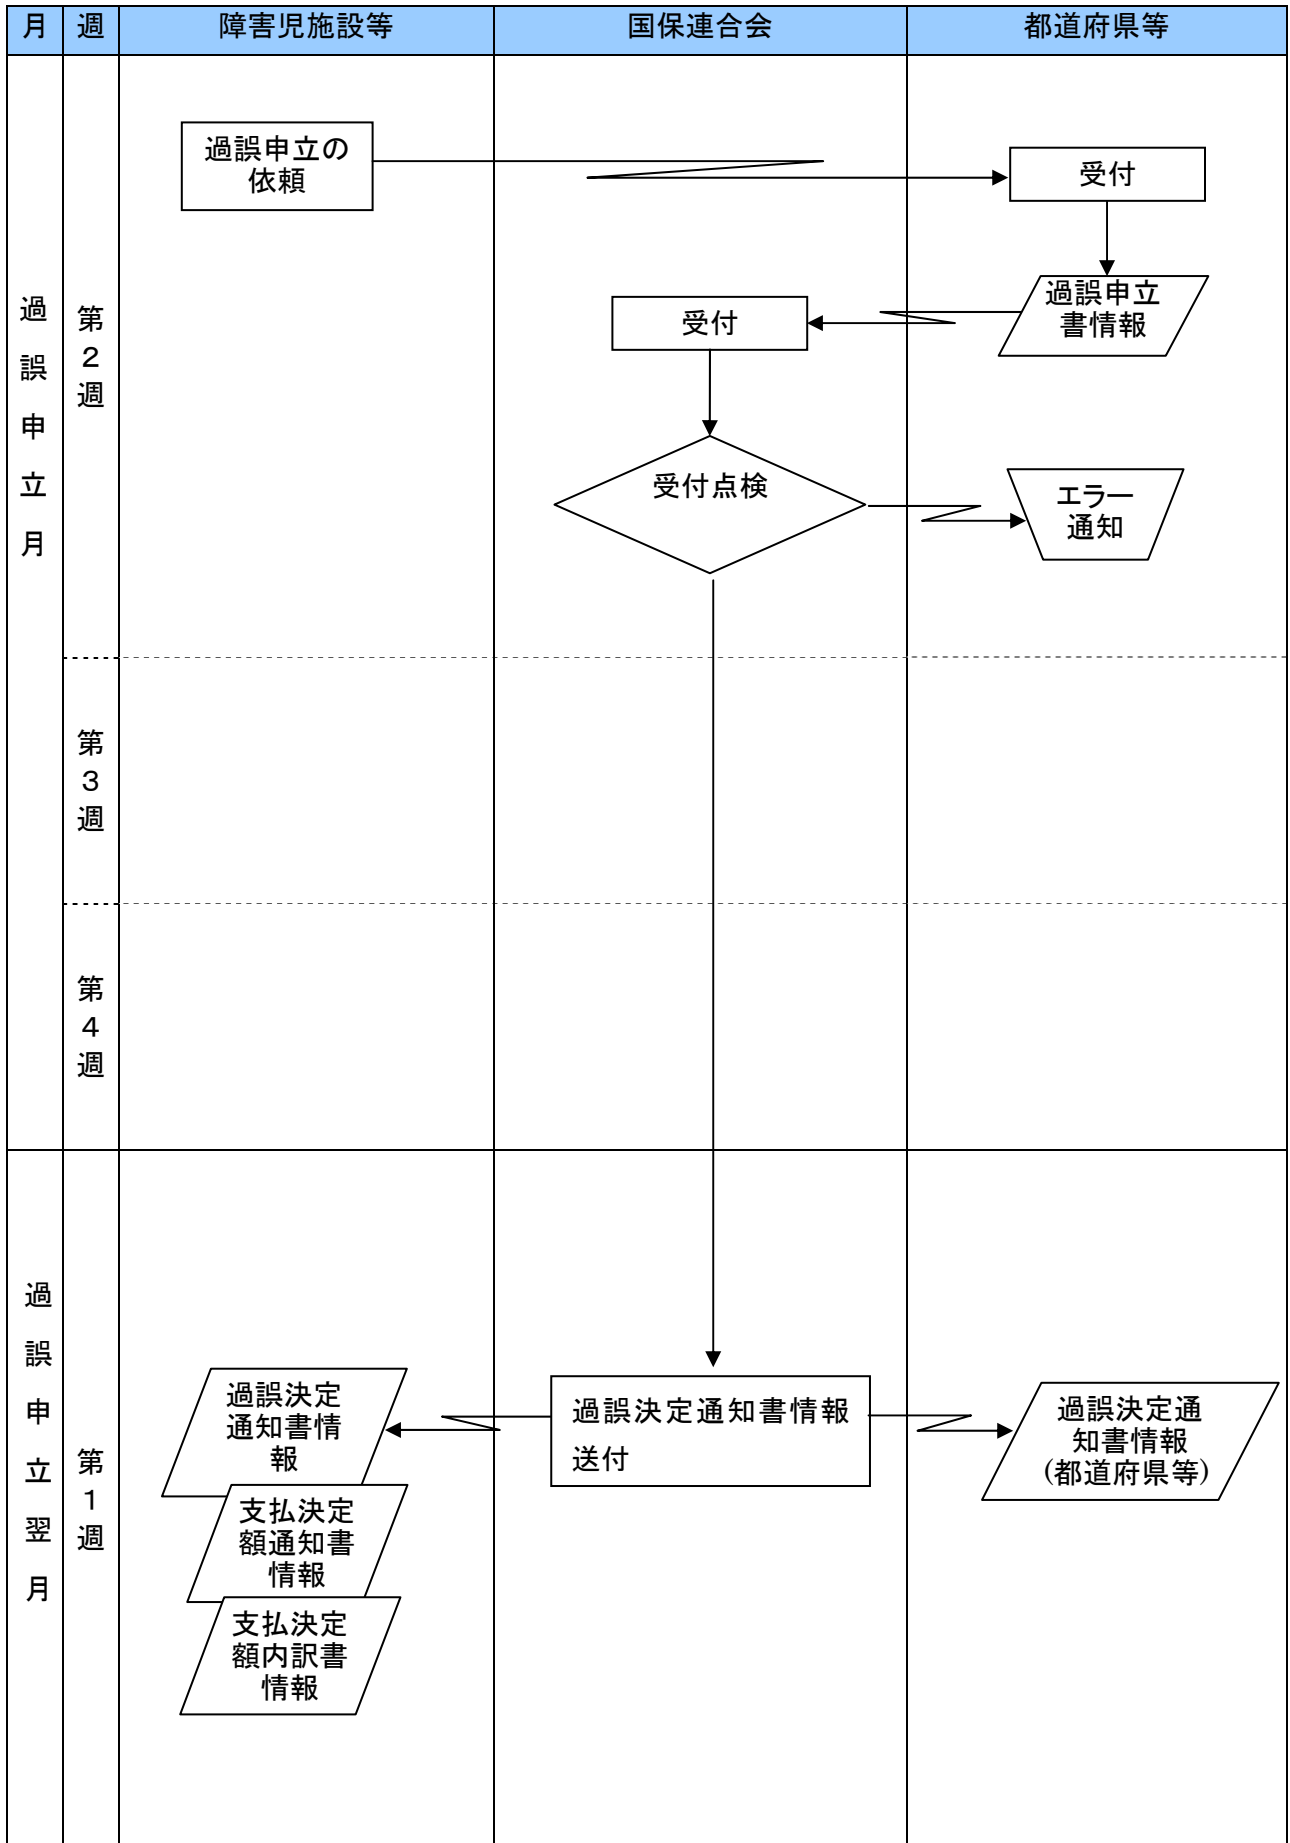 月 週 障害児施設等 国保連合会 都道府県等
過誤申立月
第2週
過誤申立の
依頼
受付
過誤申立
書情報
受付
受付点検
エラー
通知
第3週
第4週
過誤申立翌月
第1週
過誤決定
通知書情
報
支払決定
額通知書
情報
支払決定
額内訳書
情報
過誤決定通知書情報
送付
過誤決定通
知書情報
(都道府県等)